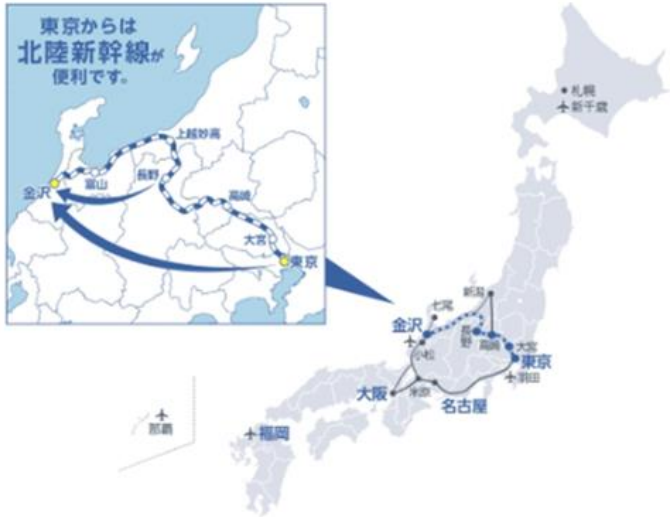 東京からは
北陸新幹線が
便利です。
上越妙高
富山
長野
金沢
高崎
大宮
東京
札幌
新千歳
新潟
七尾
金沢
小松
長野
高崎
大宮
東京
羽田
大阪
米原
名古屋
那覇
福岡